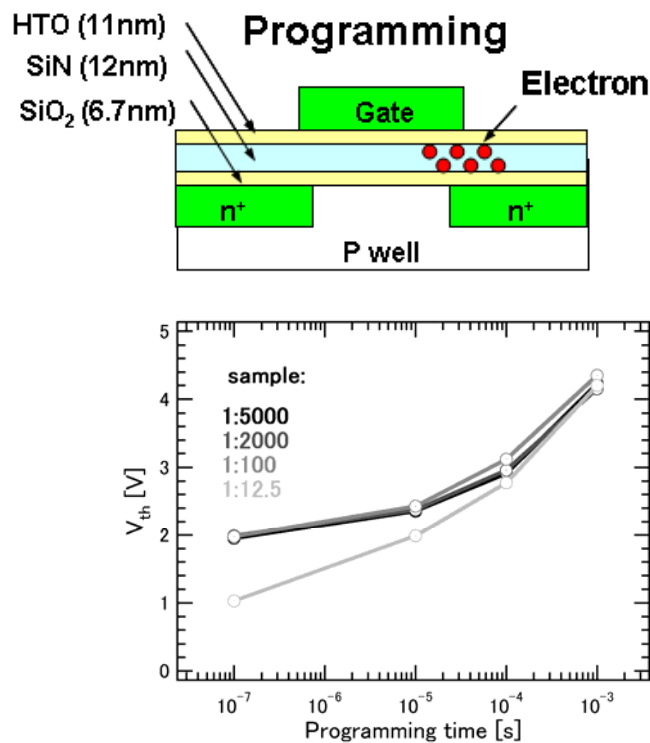 Programming
HTO (11nm)
SiN (12nm)
SiO₂ (6.7nm)
Electron
Gate
n⁺
n⁺
P well
5
4
3
2
1
0
V_th [V]
sample:
1:5000
1:2000
1:100
1:12.5
10⁻⁷
10⁻⁶
10⁻⁵
10⁻⁴
10⁻³
Programming time [s]